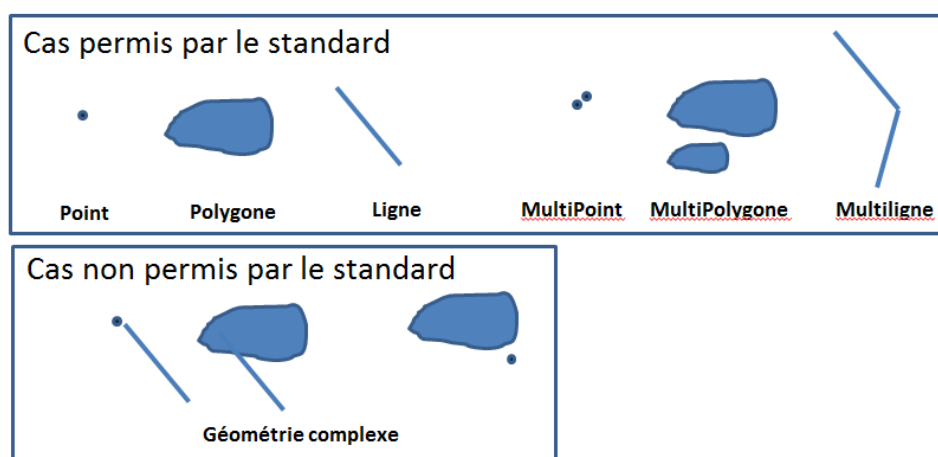 Cas permis par le standard
Point Polygone Ligne MultiPoint MultiPolygone Multiligne
Cas non permis par le standard
Géométrie complexe